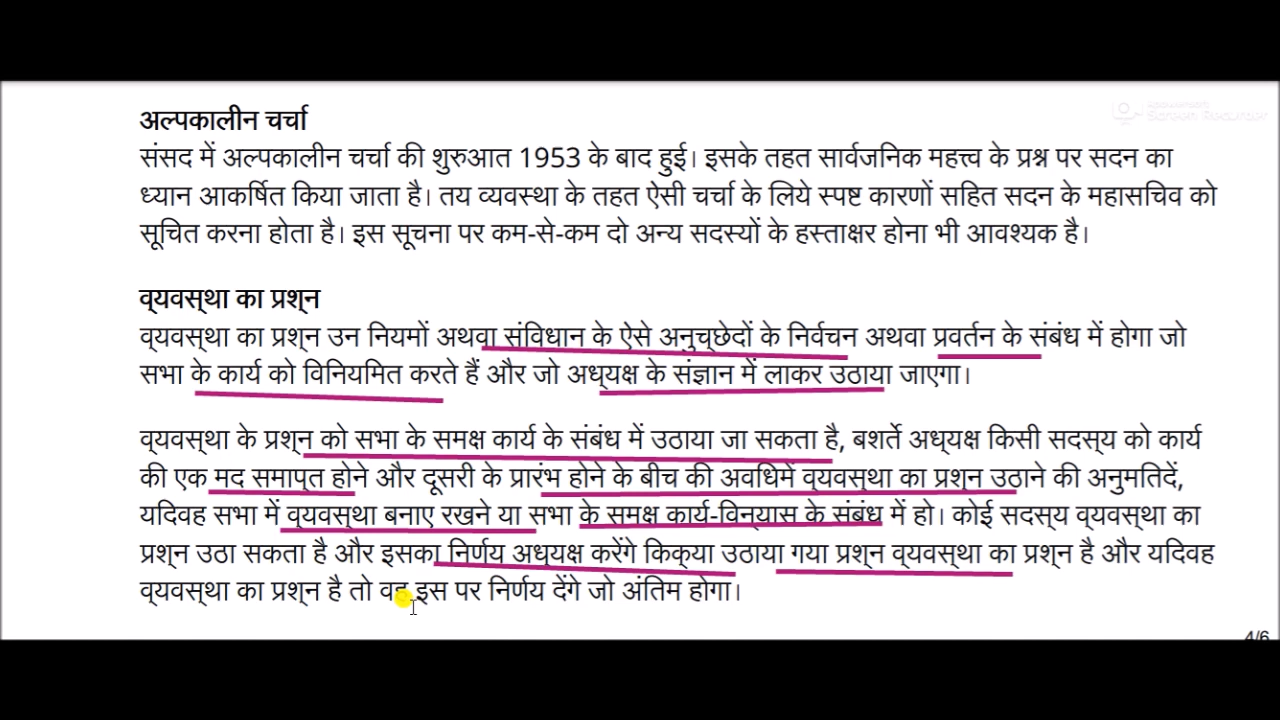 अल्पकालीन चर्चा
संसद में अल्पकालीन चर्चा की शुरुआत 1953 के बाद हुई। इसके तहत सार्वजनिक महत्त्व के प्रश्न पर सदन का
ध्यान आकर्षित किया जाता है। तय व्यवस्था के तहत ऐसी चर्चा के लिये स्पष्ट कारणों सहित सदन के महासचिव को
सूचित करना होता है। इस सूचना पर कम-से-कम दो अन्य सदस्यों के हस्ताक्षर होना भी आवश्यक है।
व्यवस्था का प्रश्न
व्यवस्था का प्रश्न उन नियमों अथवा संविधान के ऐसे अनुच्छेदों के निर्वचन अथवा प्रवर्तन के संबंध में होगा जो
सभा के कार्य को विनियमित करते हैं और जो अध्यक्ष के संज्ञान में लाकर उठाया जाएगा।
व्यवस्था के प्रश्न को सभा के समक्ष कार्य के संबंध में उठाया जा सकता है, बशर्ते अध्यक्ष किसी सदस्य को कार्य
की एक मद समाप्त होने और दूसरी के प्रारंभ होने के बीच की अवधिमें व्यवस्था का प्रश्न उठाने की अनुमतिदें,
यदिवह सभा में व्यवस्था बनाए रखने या सभा के समक्ष कार्य-विन्यास के संबंध में हो। कोई सदस्य व्यवस्था का
प्रश्न उठा सकता है और इसका निर्णय अध्यक्ष करेंगे किक्या उठाया गया प्रश्न व्यवस्था का प्रश्न है और यदिवह
व्यवस्था का प्रश्न है तो वह इस पर निर्णय देंगे जो अंतिम होगा।
4/6
Screen Recorder